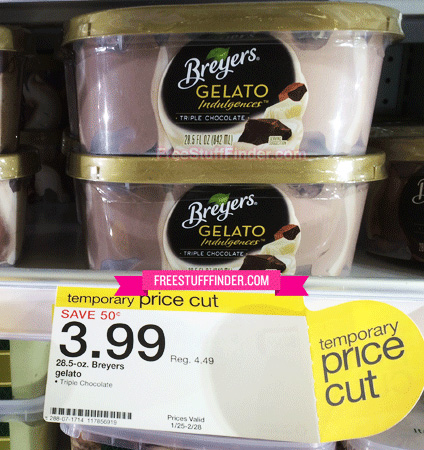 Breyers.
GELATO
Indulgences™
TRIPLE CHOCOLATE
28.5 FL OZ (842 mL)
FreeStuffFinder.com
Breyers.
GELATO
Indulgences™
TRIPLE CHOCOLATE
FREESTUFFFINDER.COM
temporary price cut
SAVE 50¢
3.99
Reg. 4.49
28.5-oz. Breyers
gelato
• Triple Chocolate
Prices Valid
1/25-2/28
temporary
price
cut